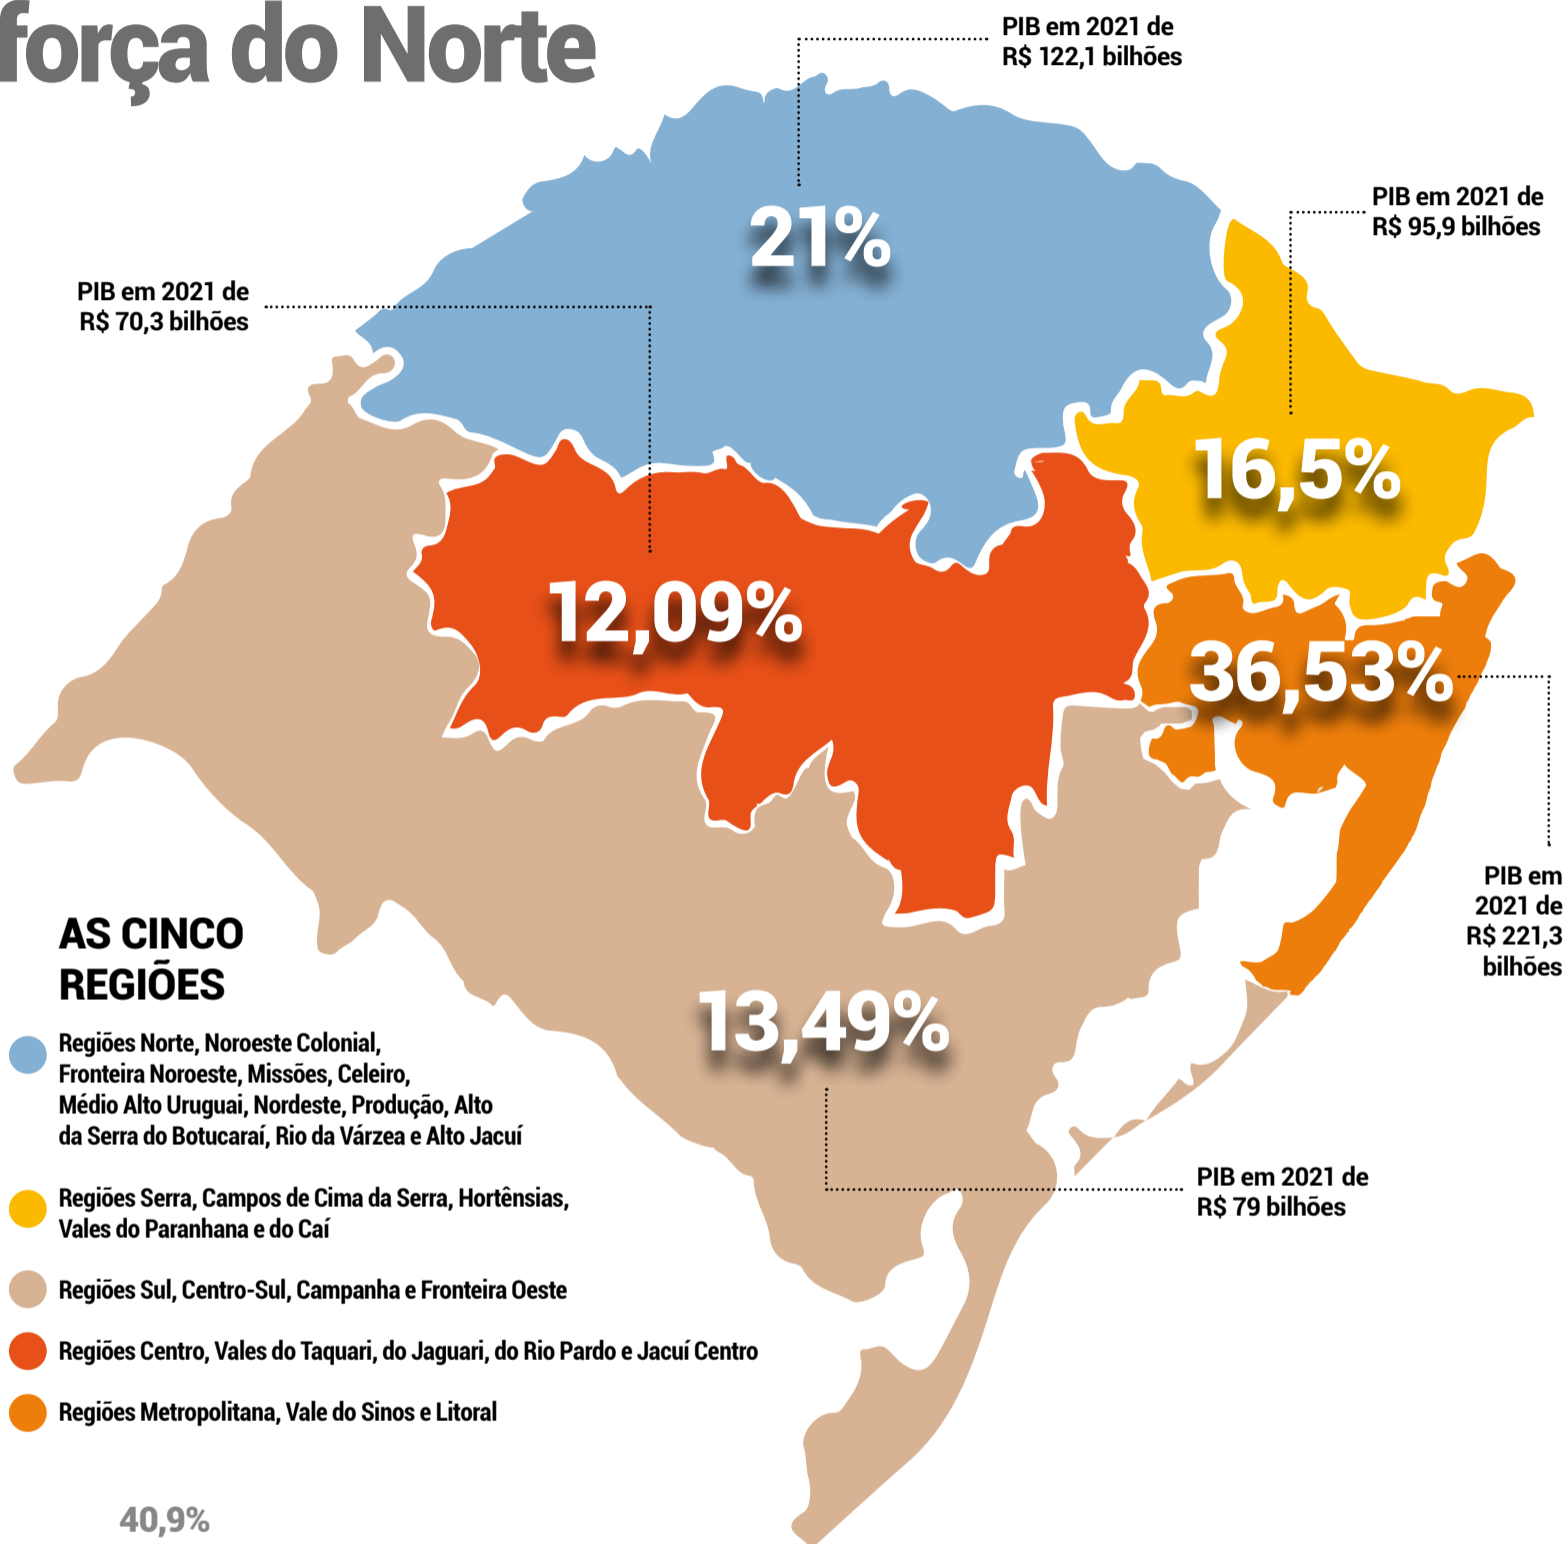 força do Norte
PIB em 2021 de
R$ 122,1 bilhões
21%
PIB em 2021 de
R$ 95,9 bilhões
16,5%
PIB em 2021 de
R$ 70,3 bilhões
12,09%
36,53%
PIB em
2021 de
R$ 221,3
bilhões
13,49%
PIB em 2021 de
R$ 79 bilhões
AS CINCO
REGIÕES
Regiões Norte, Noroeste Colonial,
Fronteira Noroeste, Missões, Celeiro,
Médio Alto Uruguai, Nordeste, Produção, Alto
da Serra do Botucaraí, Rio da Várzea e Alto Jacuí
Regiões Serra, Campos de Cima da Serra, Hortênsias,
Vales do Paranhana e do Caí
Regiões Sul, Centro-Sul, Campanha e Fronteira Oeste
Regiões Centro, Vales do Taquari, do Jaguari, do Rio Pardo e Jacuí Centro
Regiões Metropolitana, Vale do Sinos e Litoral
40,9%